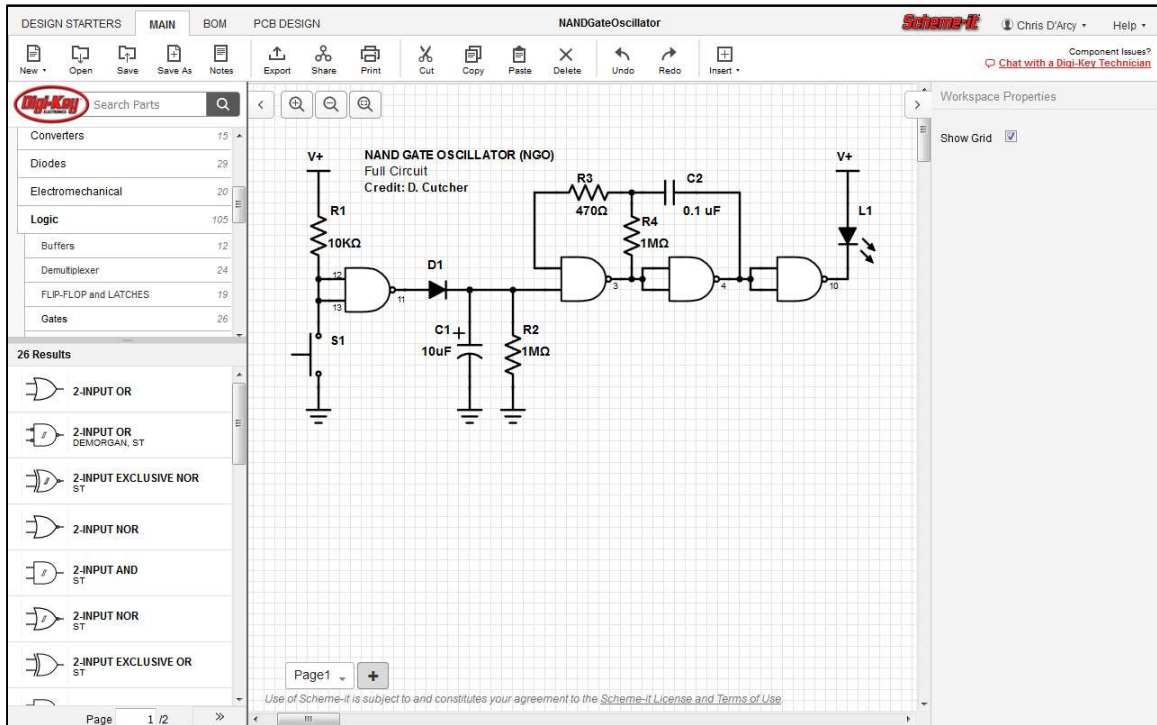 DESIGN STARTERS MAIN BOM PCB DESIGN NANDGateOscillator Scheme-it Chris D'Arcy Help
New Open Save Save As Notes Export Share Print Cut Copy Paste Delete Undo Redo Insert
Component Issues?
Chat with a Digi-Key Technician
Digi-Key
ELECTRONICS
Search Parts
Workspace Properties
Show Grid
Converters 15
Diodes 29
Electromechanical 20
Logic 105
Buffers 12
Demultiplexer 24
FLIP-FLOP and LATCHES 19
Gates 26
26 Results
2-INPUT OR
2-INPUT OR
DEMORGAN, ST
2-INPUT EXCLUSIVE NOR
ST
2-INPUT NOR
2-INPUT AND
ST
2-INPUT NOR
ST
2-INPUT EXCLUSIVE OR
ST
Page 1 /2 »
NAND GATE OSCILLATOR (NGO)
Full Circuit
Credit: D. Cutcher
V+
R1
10KΩ
12
13
11
S1
D1
C1 +
10uF
R2
1MΩ
R3
470Ω
C2
0.1 uF
R4
1MΩ
3
4
10
V+
L1
Page1 +
Use of Scheme-it is subject to and constitutes your agreement to the Scheme-it License and Terms of Use.